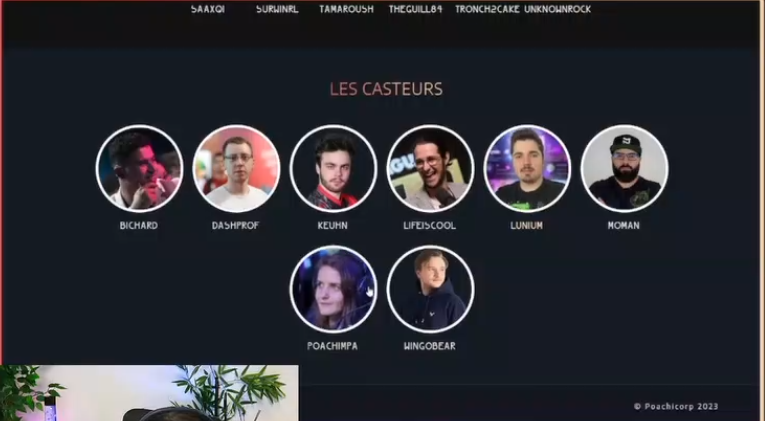 SAAXQI SURWINRL TAMAROUSH THEGUILL84 TRONCH2CAKE UNKNOWNROCK
LES CASTEURS
BICHARD DASHPROF KEUHN LIFEISCOOL LUNIUM MOMAN
POACHIMPA WINGOBEAR
© Poachicorp 2023